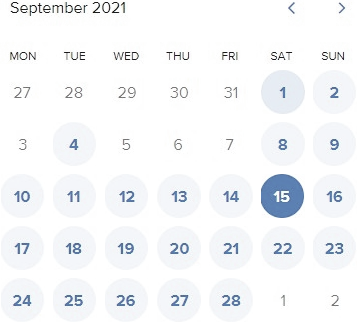 September 2021
MON TUE WED THU FRI SAT SUN
27 28 29 30 31 1 2
3 4 5 6 7 8 9
10 11 12 13 14 15 16
17 18 19 20 21 22 23
24 25 26 27 28 1 2